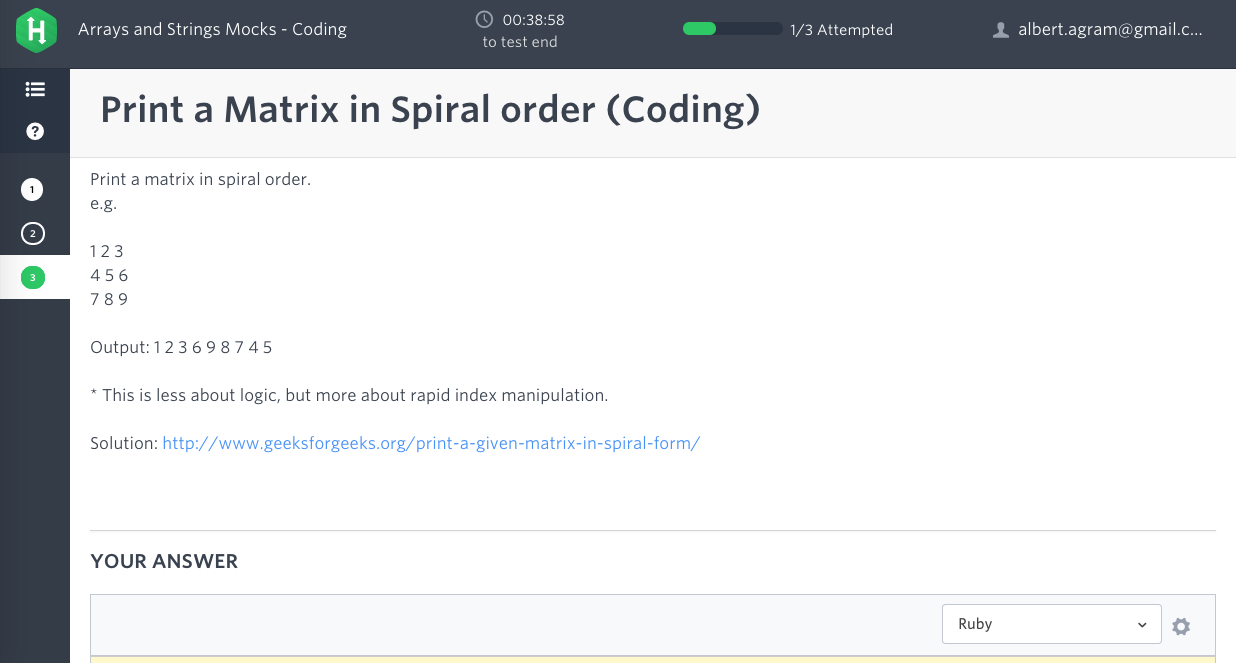 Arrays and Strings Mocks - Coding
00:38:58
to test end
1/3 Attempted
albert.agram@gmail.c...
Print a Matrix in Spiral order (Coding)
1
2
3
Print a matrix in spiral order.
e.g.
1 2 3
4 5 6
7 8 9
Output: 1 2 3 6 9 8 7 4 5
* This is less about logic, but more about rapid index manipulation.
Solution: http://www.geeksforgeeks.org/print-a-given-matrix-in-spiral-form/
YOUR ANSWER
Ruby